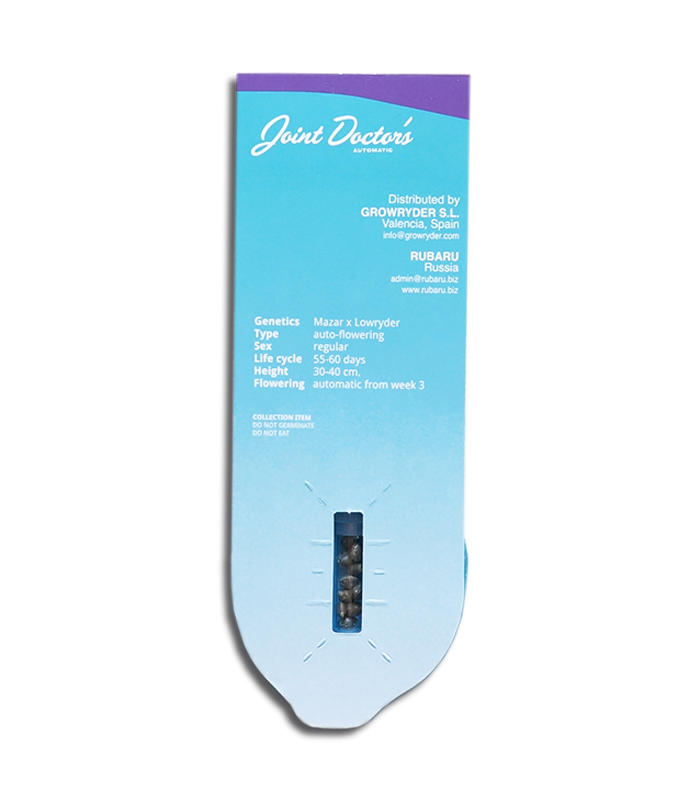 Joint Doctor's
AUTOMATIC
Distributed by
GROWRYDER S.L.
Valencia, Spain
info@growryder.com
RUBARU
Russia
admin@rubaru.biz
www.rubaru.biz
Genetics Mazar x Lowryder
Type auto-flowering
Sex regular
Life cycle 55-60 days
Height 30-40 cm.
Flowering automatic from week 3
COLLECTION ITEM
DO NOT GERMINATE
DO NOT EAT